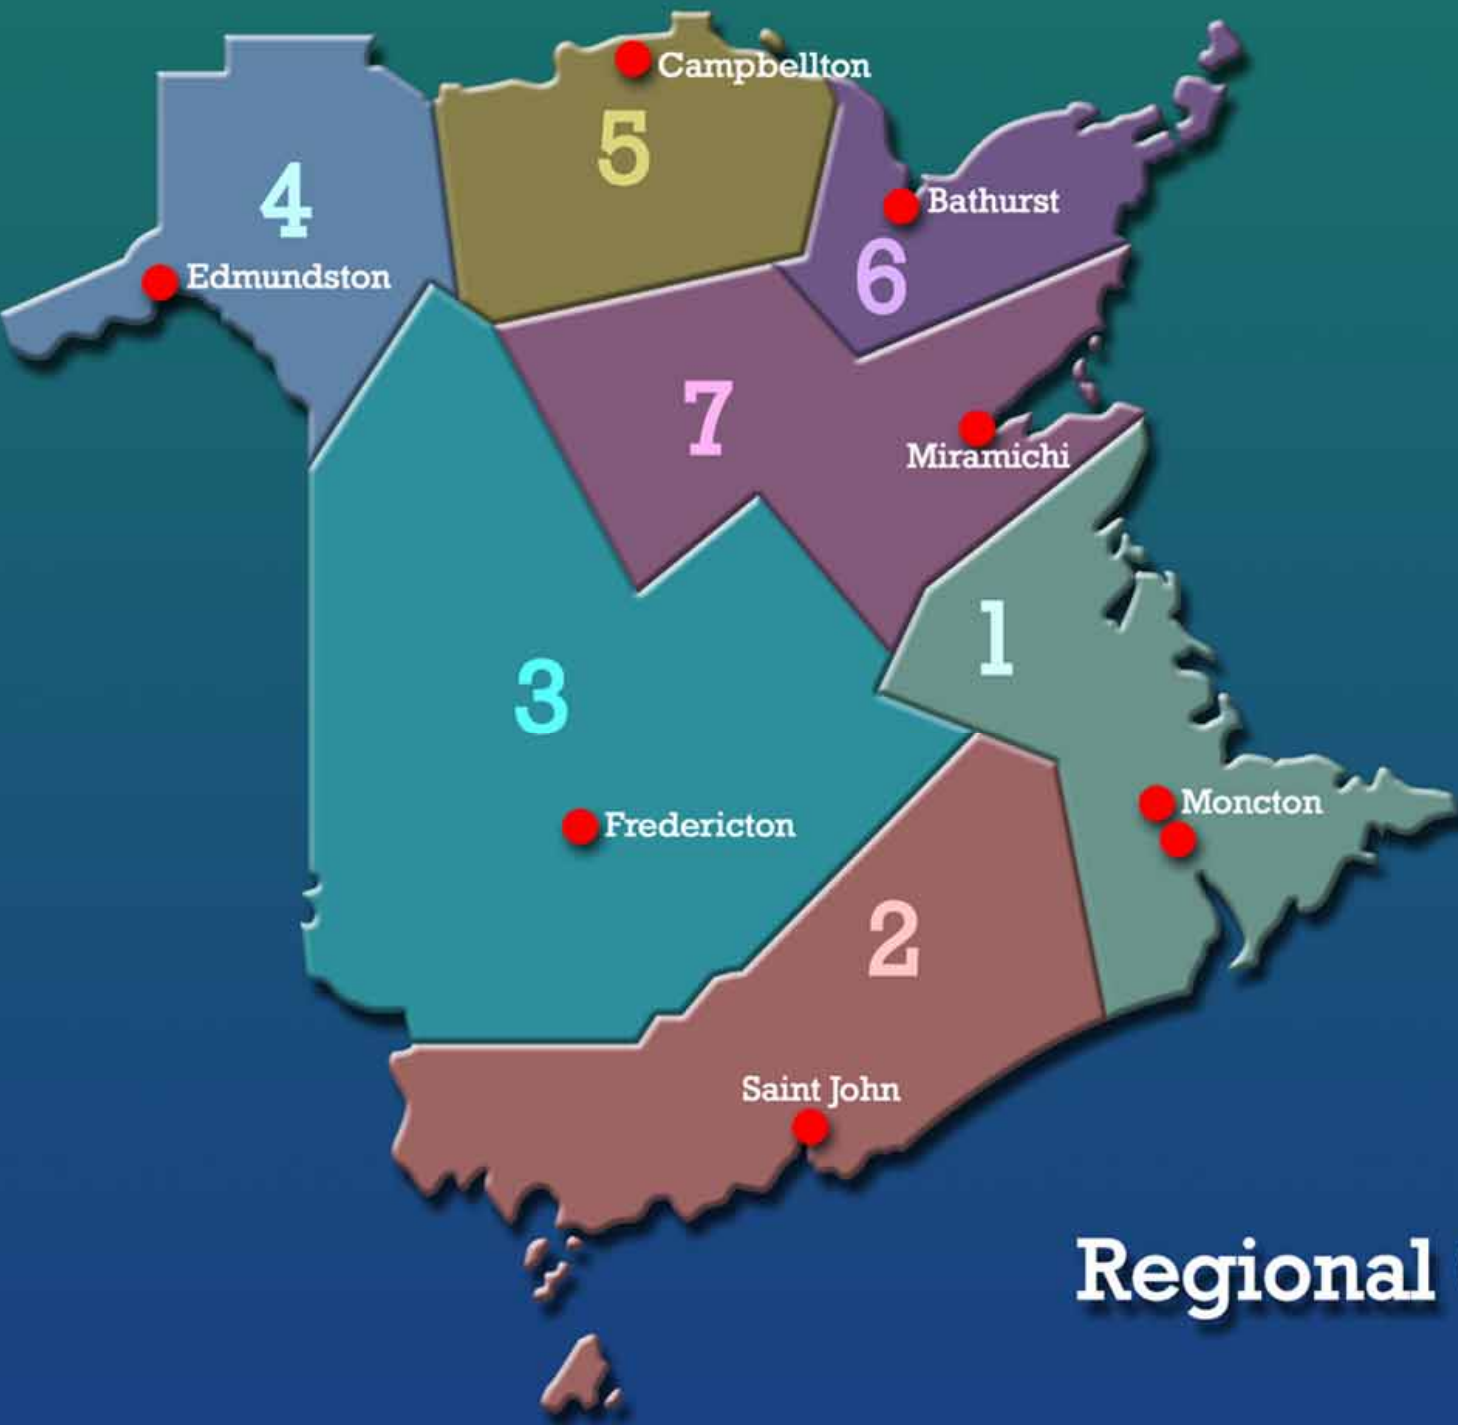 Campbellton
5
4
Bathurst
6
Edmundston
7
Miramichi
1
3
Moncton
Fredericton
2
Saint John
Regional